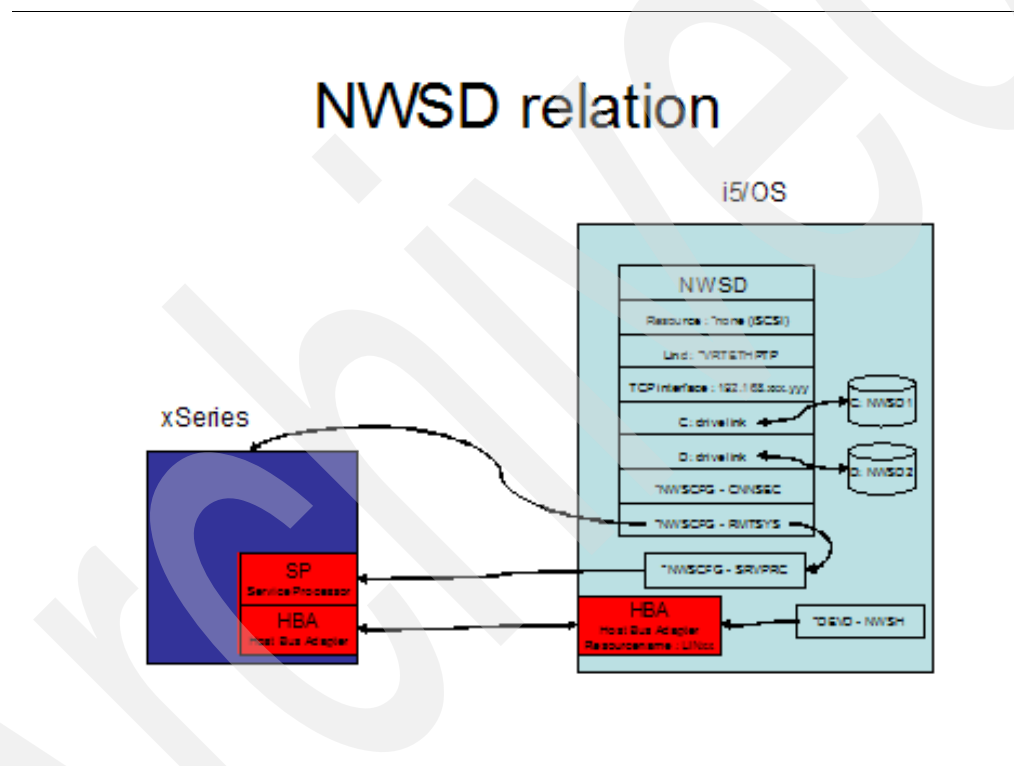 NWSD relation
i5/OS
NWSD
Resource : *none (iSCSI)
Lind : *VRTETHPTP
TCP interface : 192.168.xxx.yyy
C: drive link
C: NWSD1
D: drive link
D: NWSD2
*NWSCFG - CNNSEC
*NWSCFG - RMTSYS
*NWSCFG - SRVPRC
xSeries
SP
Service Processor
HBA
Host Bus Adapter
HBA
Host Bus Adapter
Resourcename : LINxx
*DEVD - NWSH